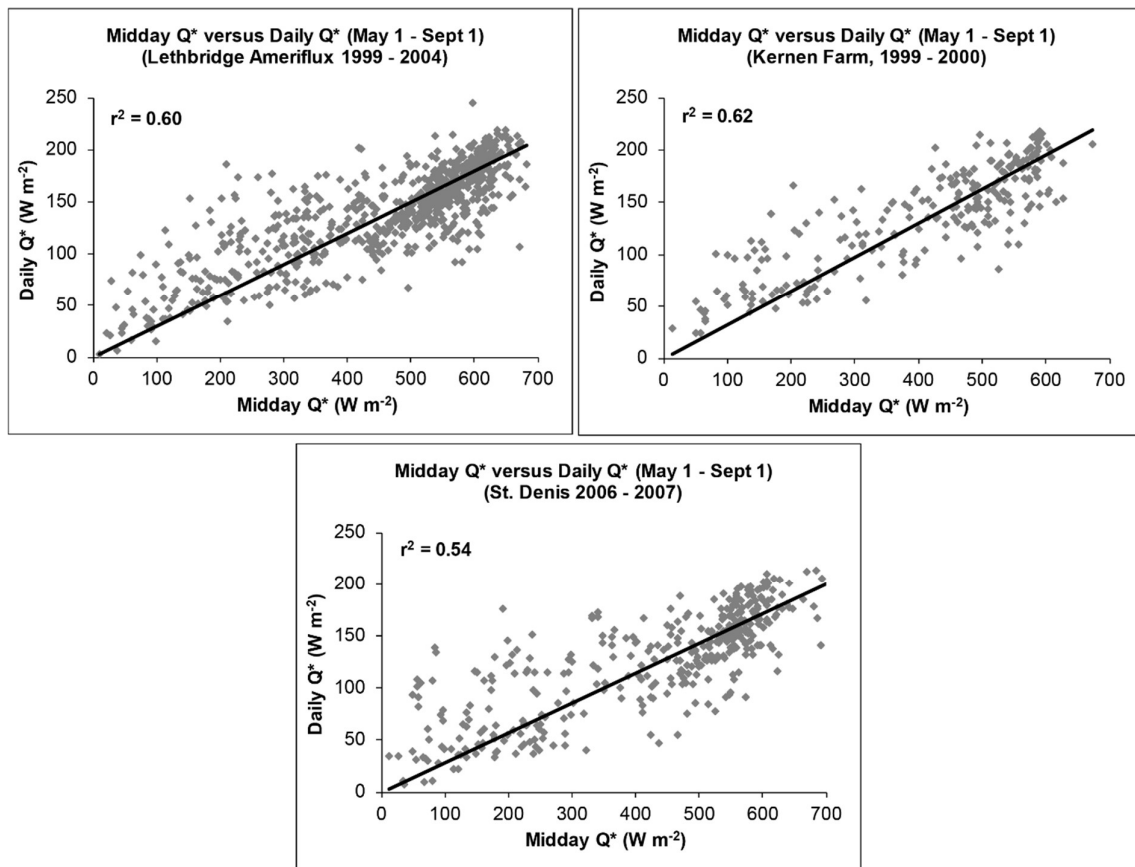 Midday Q* versus Daily Q* (May 1 - Sept 1)
(Lethbridge Ameriflux 1999 - 2004)
r² = 0.60
Daily Q* (W m⁻²)
250
200
150
100
50
0
0 100 200 300 400 500 600 700
Midday Q* (W m⁻²)
Midday Q* versus Daily Q* (May 1 - Sept 1)
(Kernen Farm, 1999 - 2000)
r² = 0.62
Daily Q* (W m⁻²)
250
200
150
100
50
0
0 100 200 300 400 500 600 700
Midday Q* (W m⁻²)
Midday Q* versus Daily Q* (May 1 - Sept 1)
(St. Denis 2006 - 2007)
r² = 0.54
Daily Q* (W m⁻²)
250
200
150
100
50
0
0 100 200 300 400 500 600 700
Midday Q* (W m⁻²)